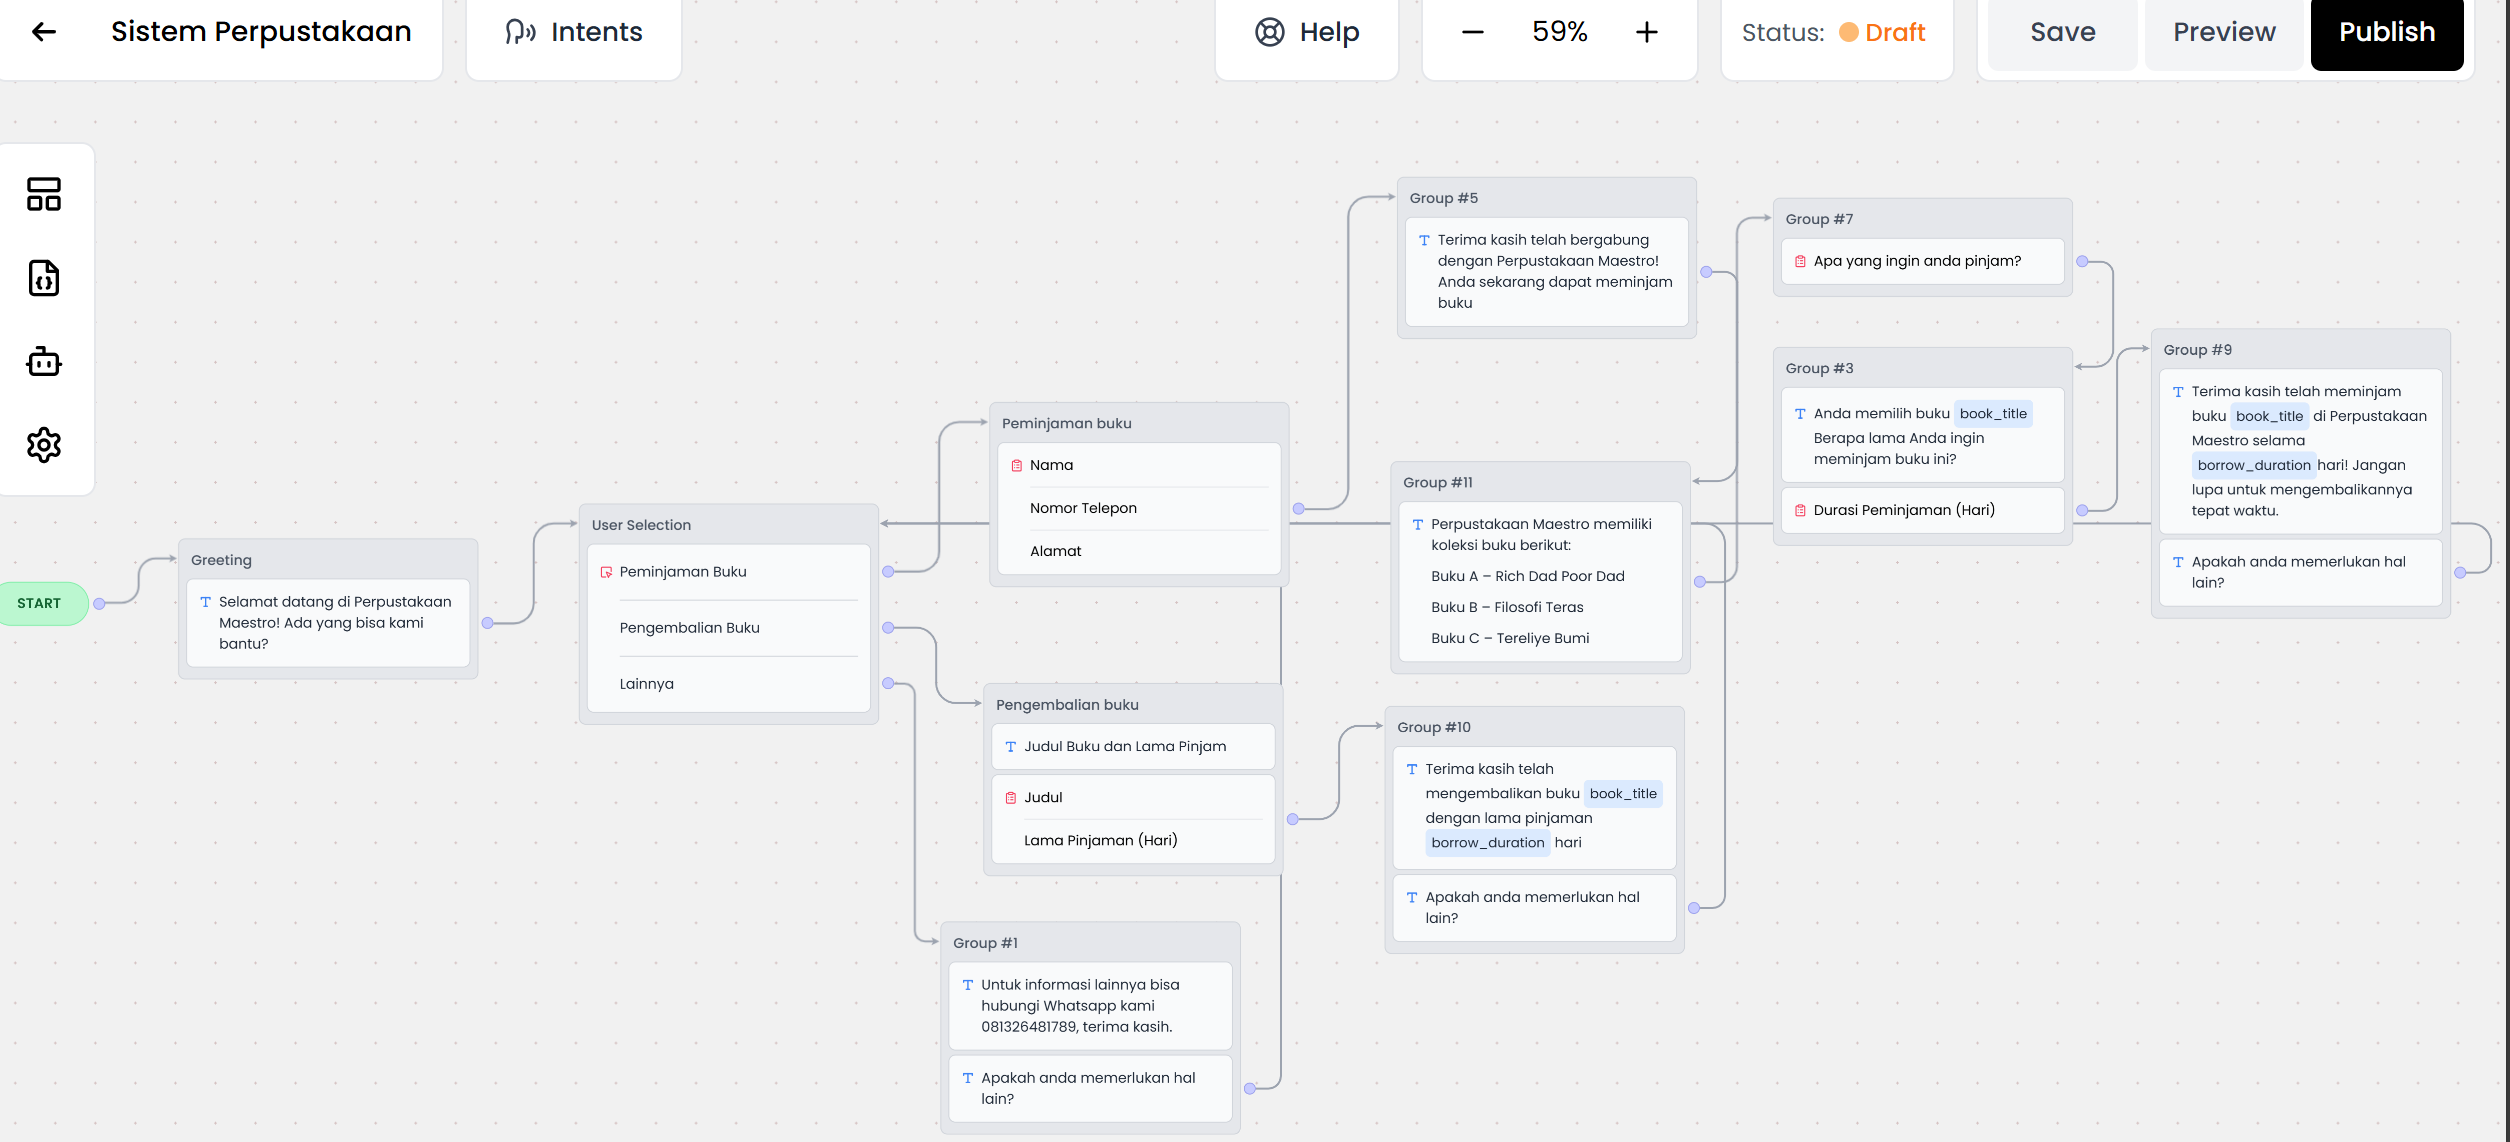 Sistem Perpustakaan
Intents
Help
59%
Status: Draft
Save
Preview
Publish
START
Greeting
Selamat datang di Perpustakaan
Maestro! Ada yang bisa kami
bantu?
User Selection
Peminjaman Buku
Pengembalian Buku
Lainnya
Peminjaman buku
Nama
Nomor Telepon
Alamat
Pengembalian buku
Judul Buku dan Lama Pinjam
Judul
Lama Pinjaman (Hari)
Group #1
Untuk informasi lainnya bisa
hubungi Whatsapp kami
081326481789, terima kasih.
Apakah anda memerlukan hal
lain?
Group #5
Terima kasih telah bergabung
dengan Perpustakaan Maestro!
Anda sekarang dapat meminjam
buku
Group #11
Perpustakaan Maestro memiliki
koleksi buku berikut:
Buku A – Rich Dad Poor Dad
Buku B – Filosofi Teras
Buku C – Tereliye Bumi
Group #10
Terima kasih telah
mengembalikan buku book_title
dengan lama pinjaman
borrow_duration hari
Apakah anda memerlukan hal
lain?
Group #7
Apa yang ingin anda pinjam?
Group #3
Anda memilih buku book_title
Berapa lama Anda ingin
meminjam buku ini?
Durasi Peminjaman (Hari)
Group #9
Terima kasih telah meminjam
buku book_title di Perpustakaan
Maestro selama
borrow_duration hari! Jangan
lupa untuk mengembalikannya
tepat waktu.
Apakah anda memerlukan hal
lain?